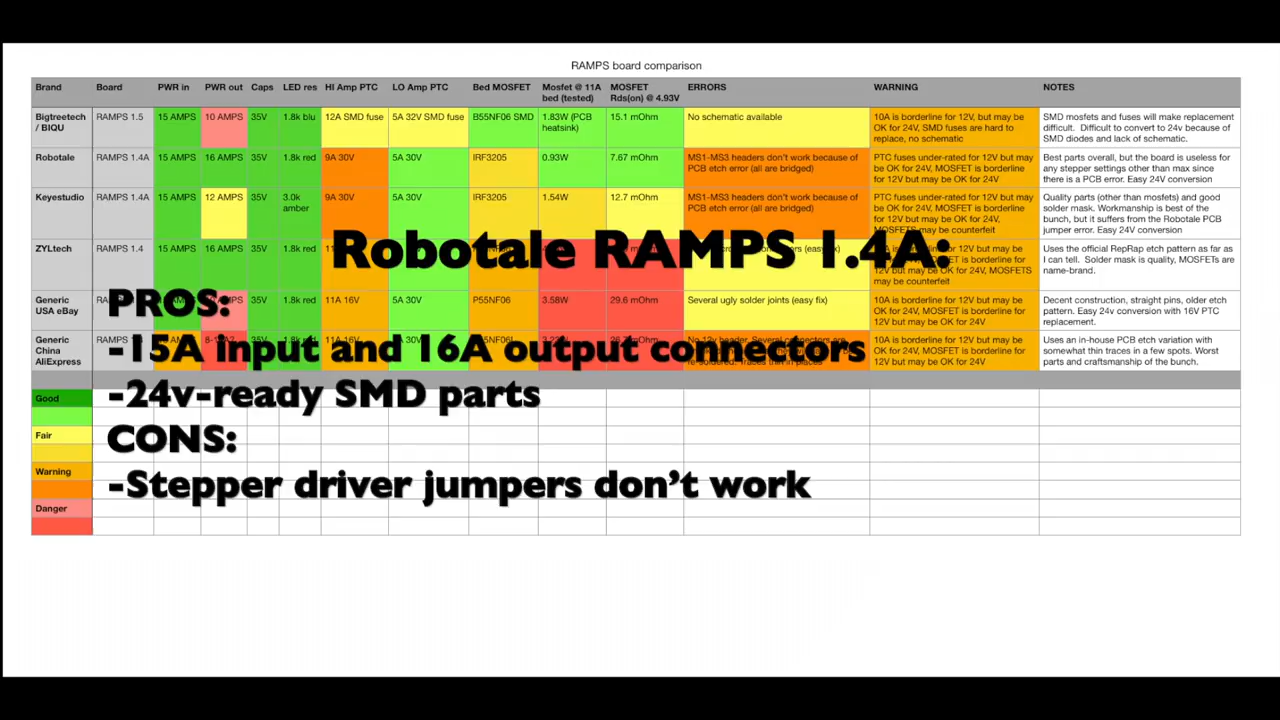 RAMPS board comparison
Brand Board PWR in PWR out Caps LED res HI Amp PTC LO Amp PTC Bed MOSFET Mosfet @ 11A MOSFET ERRORS WARNING NOTES
bed (tested) Rds(on) @ 4.93V
Bigtreetech RAMPS 1.5 15 AMPS 10 AMPS 35V 1.8k blu 12A SMD fuse 5A 32V SMD fuse B55NF06 SMD 1.83W (PCB 15.1 mOhm No schematic available 10A is borderline for 12V, but may be SMD mosfets and fuses will make replacement
/ BIQU heatsink) OK for 24V, SMD fuses are hard to difficult. Difficult to convert to 24v because of
replace, no schematic SMD diodes and lack of schematic.
Robotale RAMPS 1.4A 15 AMPS 16 AMPS 35V 1.8k red 9A 30V 5A 30V IRF3205 0.93W 7.67 mOhm MS1-MS3 headers don't work because of PTC fuses under-rated for 12V but may Best parts overall, but the board is useless for
PCB etch error (all are bridged) be OK for 24V, MOSFET is borderline any stepper settings other than max since
for 12V but may be OK for 24V there is a PCB error. Easy 24V conversion
Keyestudio RAMPS 1.4A 15 AMPS 12 AMPS 35V 3.0k 9A 30V 5A 30V IRF3205 1.54W 12.7 mOhm MS1-MS3 headers don't work because of PTC fuses under-rated for 12V but may Quality parts (other than mosfets) and good
amber PCB etch error (all are bridged) be OK for 24V, MOSFET is borderline solder mask. Workmanship is best of the
for 12V but may be OK for 24V, bunch, but it suffers from the Robotale PCB
MOSFETS may be counterfeit jumper error. Easy 24V conversion
Robotale RAMPS 1.4A:
ZYLtech RAMPS 1.4 15 AMPS 16 AMPS 35V 1.8k red Uses the official RepRap etch pattern as far as
I can tell. Solder mask is quality, MOSFETs are
for 12V but may be OK for 24V, MOSFETS name-brand.
may be counterfeit
PROS:
Generic 35V 1.8k red 11A 16V 5A 30V P55NF06 3.58W 29.6 mOhm Several ugly solder joints (easy fix) 10A is borderline for 12V but may be Decent construction, straight pins, older etch
USA eBay OK for 24V, MOSFET is borderline for pattern. Easy 24v conversion with 16V PTC
12V but may be OK for 24V replacement.
Generic RAMPS 10A is borderline for 12V but may be Uses an in-house PCB etch variation with
China OK for 24V, MOSFET is borderline for somewhat thin traces in a few spots. Worst
AliExpress 12V but may be OK for 24V parts and craftsmanship of the bunch.
-15A input and 16A output connectors
Good
-24v-ready SMD parts
Fair
CONS:
Warning
-Stepper driver jumpers don't work
Danger